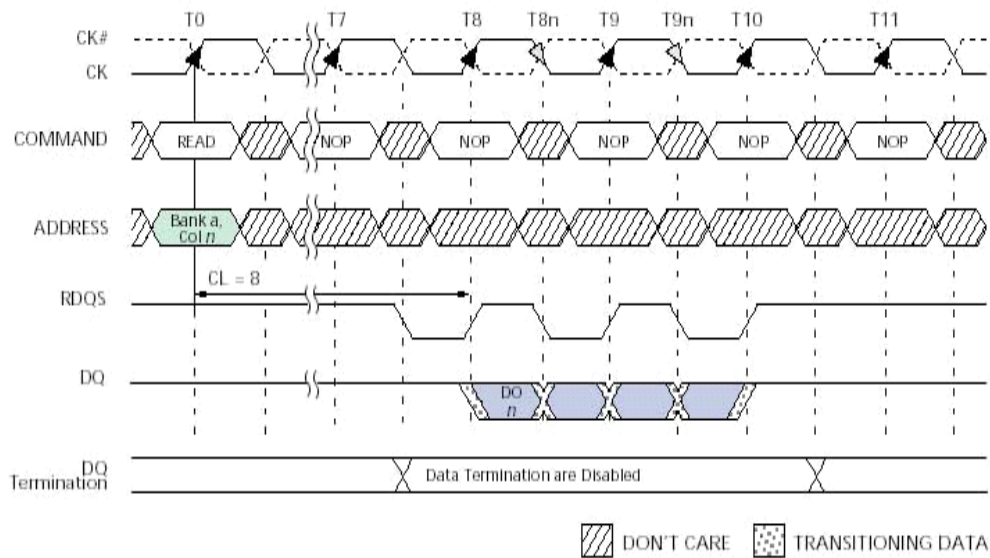 T0 T7 T8 T8n T9 T9n T10 T11
CK#
CK
COMMAND READ NOP NOP NOP NOP NOP
ADDRESS Bank a,
Col n
CL = 8
RDQS
DQ DO
n
DQ
Termination Data Termination are Disabled
DON'T CARE TRANSITIONING DATA